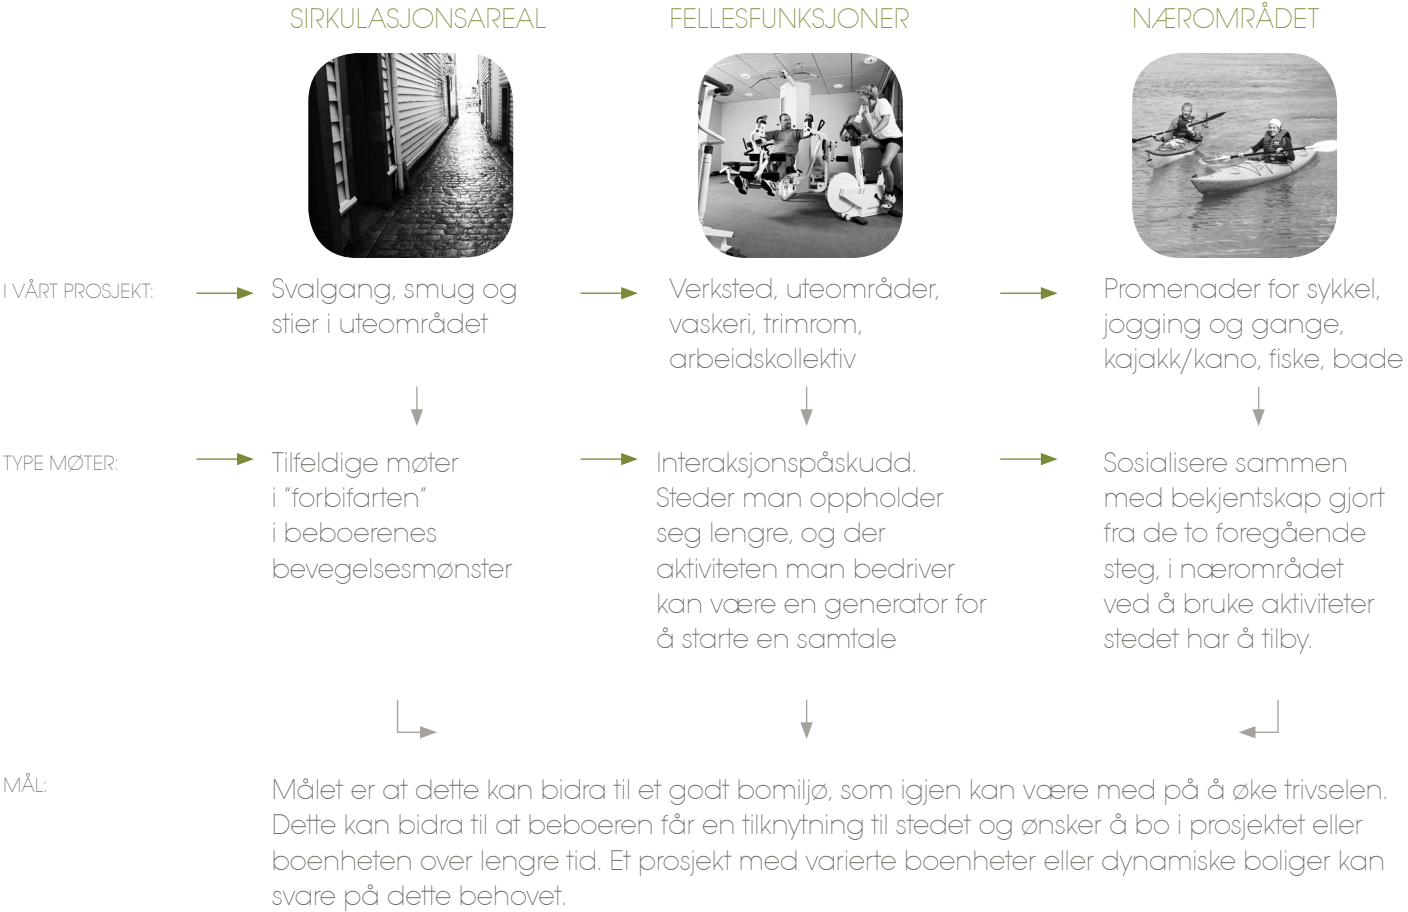 SIRKULASJONSAREAL
FELLESFUNKSJONER
NÆROMRÅDET
I VÅRT PROSJEKT:
Svalgang, smug og
stier i uteområdet
Verksted, uteområder,
vaskeri, trimrom,
arbeidskollektiv
Promenader for sykkel,
jogging og gange,
kajakk/kano, fiske, bade
TYPE MØTER:
Tilfeldige møter
i "forbifarten"
i beboerenes
bevegelsesmønster
Interaksjonspåskudd.
Steder man oppholder
seg lengre, og der
aktiviteten man bedriver
kan være en generator for
å starte en samtale
Sosialisere sammen
med bekjentskap gjort
fra de to foregående
steg, i nærområdet
ved å bruke aktiviteter
stedet har å tilby.
MÅL:
Målet er at dette kan bidra til et godt bomiljø, som igjen kan være med på å øke trivselen.
Dette kan bidra til at beboeren får en tilknytning til stedet og ønsker å bo i prosjektet eller
boenheten over lengre tid. Et prosjekt med varierte boenheter eller dynamiske boliger kan
svare på dette behovet.